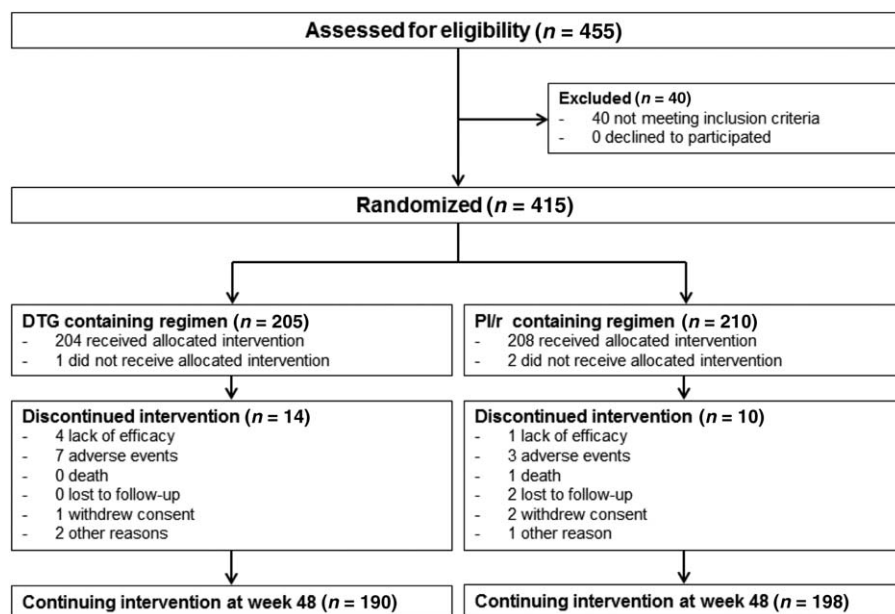 Assessed for eligibility (n = 455)
Excluded (n = 40)
- 40 not meeting inclusion criteria
- 0 declined to participated
Randomized (n = 415)
DTG containing regimen (n = 205)
- 204 received allocated intervention
- 1 did not receive allocated intervention
PI/r containing regimen (n = 210)
- 208 received allocated intervention
- 2 did not receive allocated intervention
Discontinued intervention (n = 14)
- 4 lack of efficacy
- 7 adverse events
- 0 death
- 0 lost to follow-up
- 1 withdrew consent
- 2 other reasons
Discontinued intervention (n = 10)
- 1 lack of efficacy
- 3 adverse events
- 1 death
- 2 lost to follow-up
- 2 withdrew consent
- 1 other reason
Continuing intervention at week 48 (n = 190)
Continuing intervention at week 48 (n = 198)